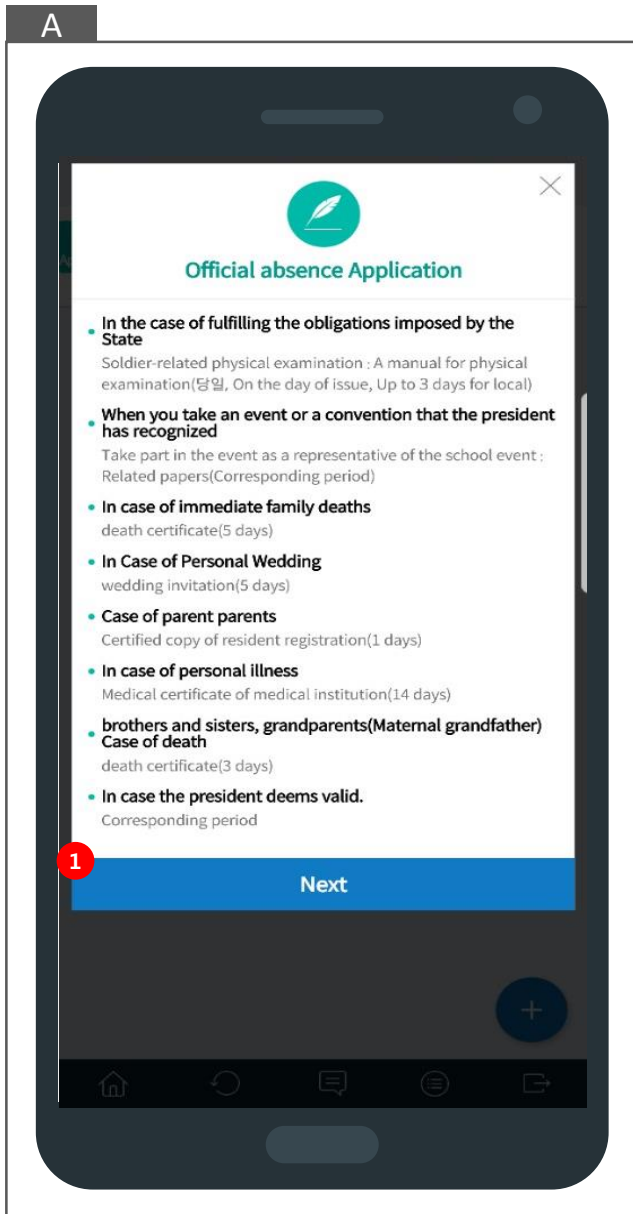 A
Official absence Application
In the case of fulfilling the obligations imposed by the
State
Soldier-related physical examination : A manual for physical
examination(당일, On the day of issue, Up to 3 days for local)
When you take an event or a convention that the president
has recognized
Take part in the event as a representative of the school event :
Related papers(Corresponding period)
In case of immediate family deaths
death certificate(5 days)
In Case of Personal Wedding
wedding invitation(5 days)
Case of parent parents
Certified copy of resident registration(1 days)
In case of personal illness
Medical certificate of medical institution(14 days)
brothers and sisters, grandparents(Maternal grandfather)
Case of death
death certificate(3 days)
In case the president deems valid.
Corresponding period
1
Next